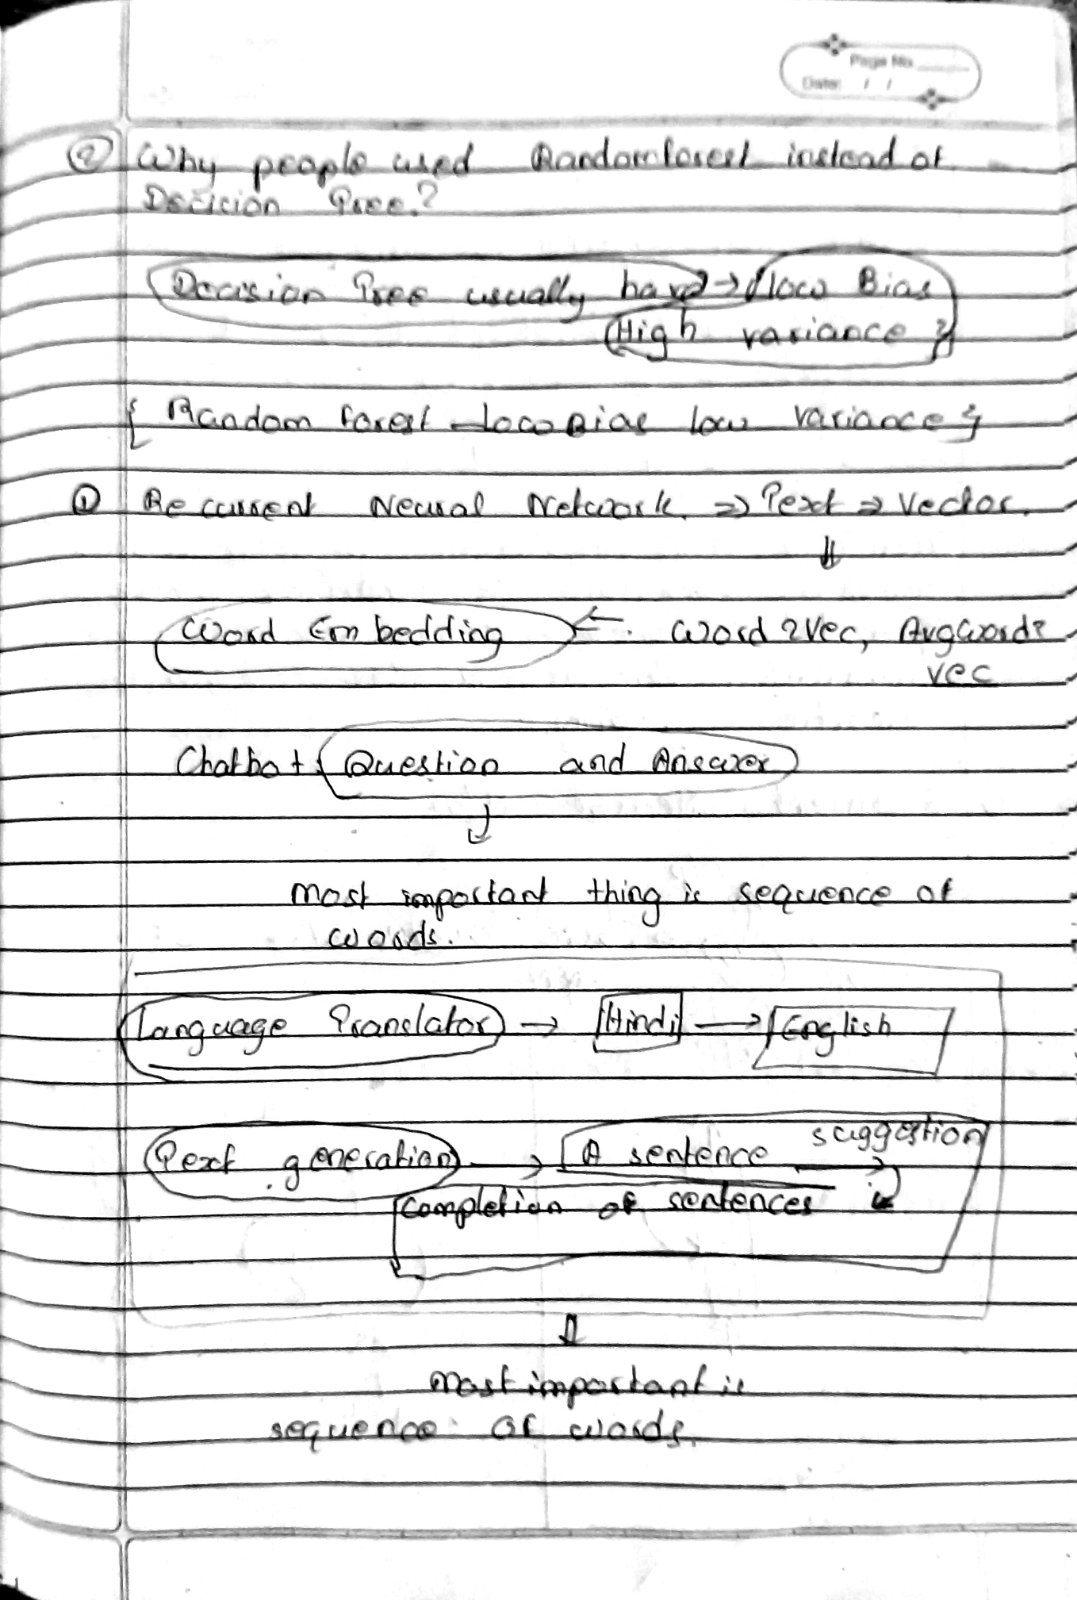 Page No.
Date: / /
② Why people used Randomforest instead of
Decision Tree?
Decision Tree usually have → {low Bias
High variance}
{ Random forest - low Bias low variance }
① Recurrent Neural Network. ⇒ Text ⇒ Vector.
⇓
Word Embedding ← Word2Vec, AvgWord2
vec
Chatbot { Question and Answer
↓
most important thing is sequence of
words.
Language Translator → Hindi → English
Text generation → A sentence suggestion
completion of sentences is
⇓
most important is
sequence of words.